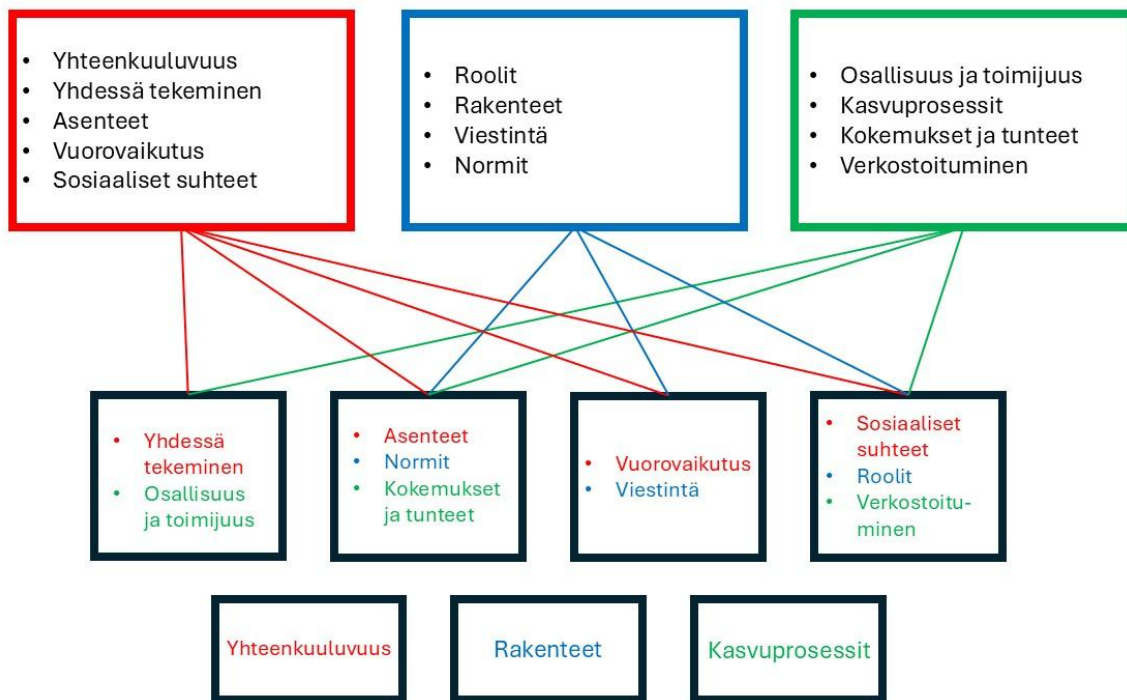 • Yhteenkuuluvuus
• Yhdessä tekeminen
• Asenteet
• Vuorovaikutus
• Sosiaaliset suhteet
• Roolit
• Rakenteet
• Viestintä
• Normit
• Osallisuus ja toimijuus
• Kasvuprosessit
• Kokemukset ja tunteet
• Verkostoituminen
• Yhdessä
tekeminen
• Osallisuus
ja toimijuus
• Asenteet
• Normit
• Kokemukset
ja tunteet
• Vuorovaikutus
• Viestintä
• Sosiaaliset
suhteet
• Roolit
• Verkostoitu-
minen
Yhteenkuuluvuus
Rakenteet
Kasvuprosessit